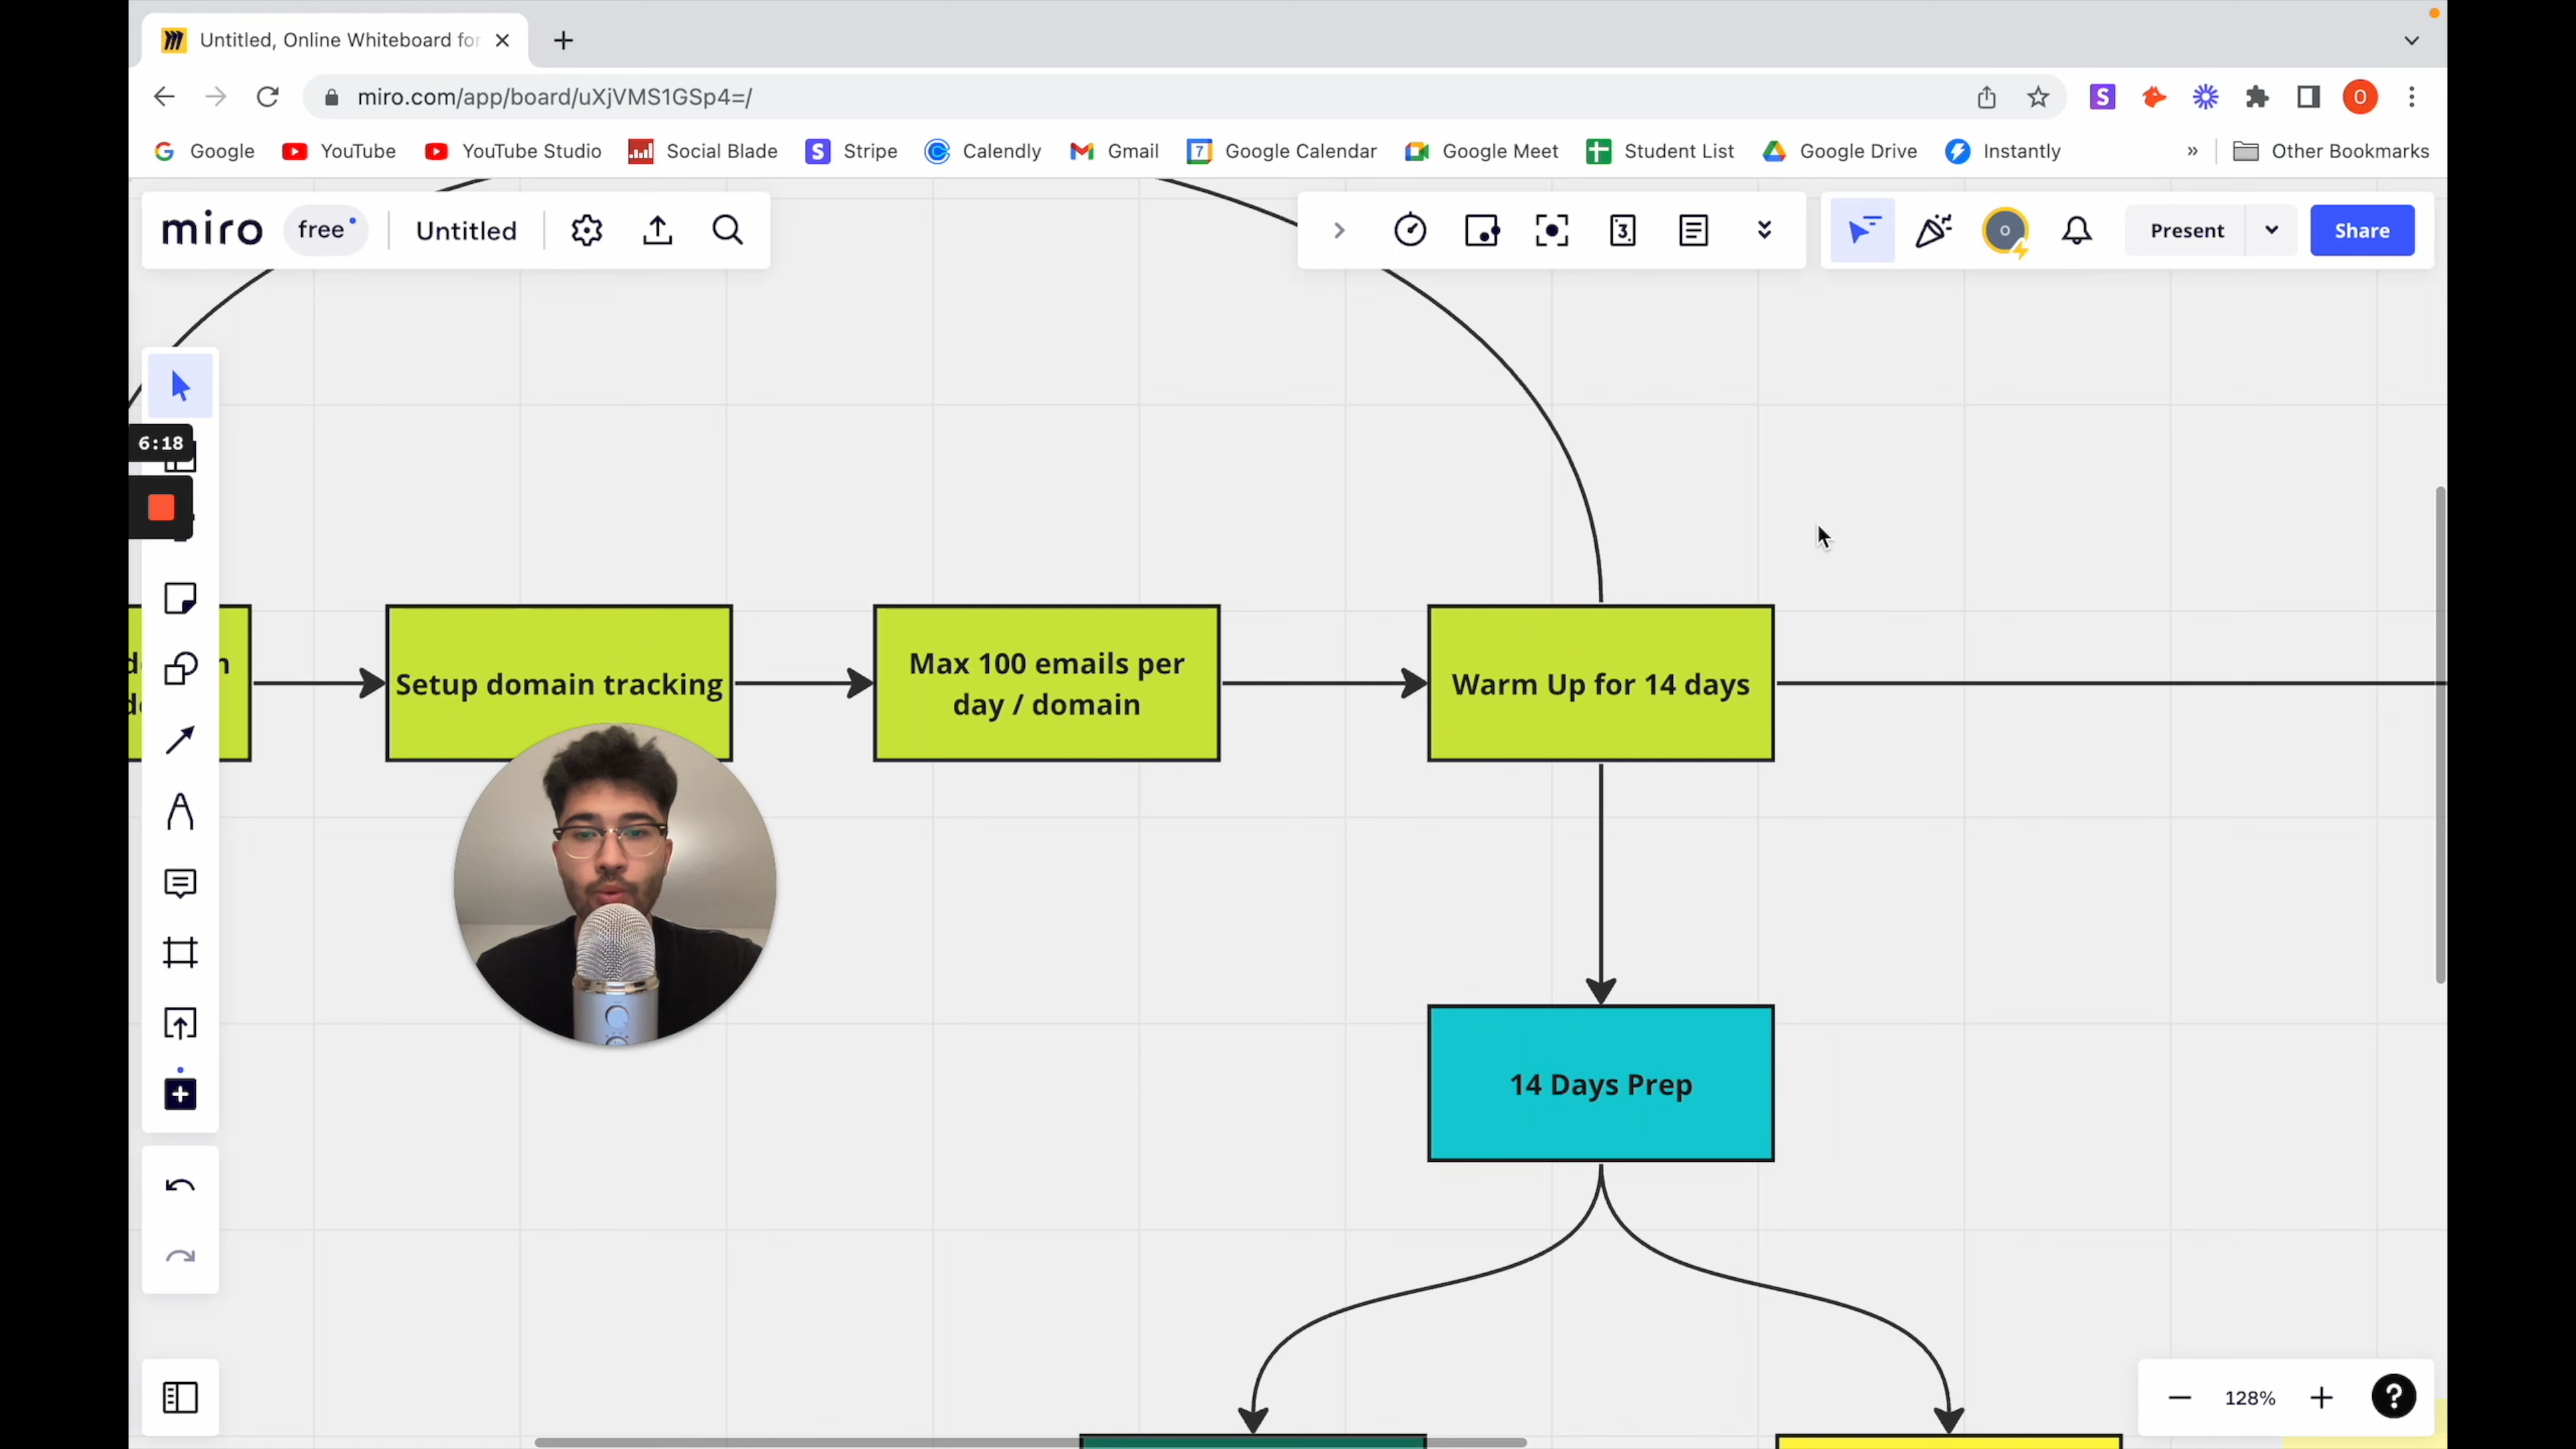 Untitled, Online Whiteboard for
miro.com/app/board/uXjVMS1GSp4=/
S
O
Google
YouTube
YouTube Studio
Social Blade
S Stripe
Calendly
Gmail
7 Google Calendar
Google Meet
Student List
Google Drive
Instantly
»
Other Bookmarks
miro
free
Untitled
3
o
Present
Share
6:18
Setup domain tracking
Max 100 emails per
day / domain
Warm Up for 14 days
14 Days Prep
128%
?